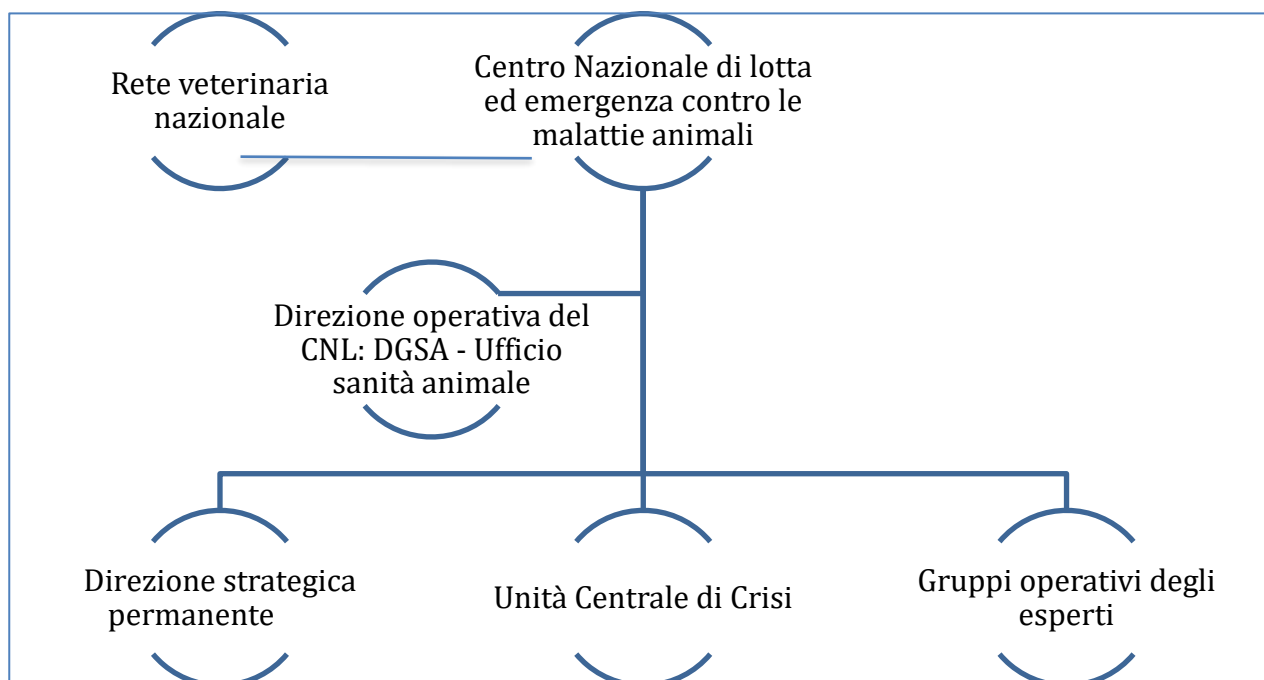 Rete veterinaria
nazionale
Centro Nazionale di lotta
ed emergenza contro le
malattie animali
Direzione operativa del
CNL: DGSA - Ufficio
sanità animale
Direzione strategica
permanente
Unità Centrale di Crisi
Gruppi operativi degli
esperti